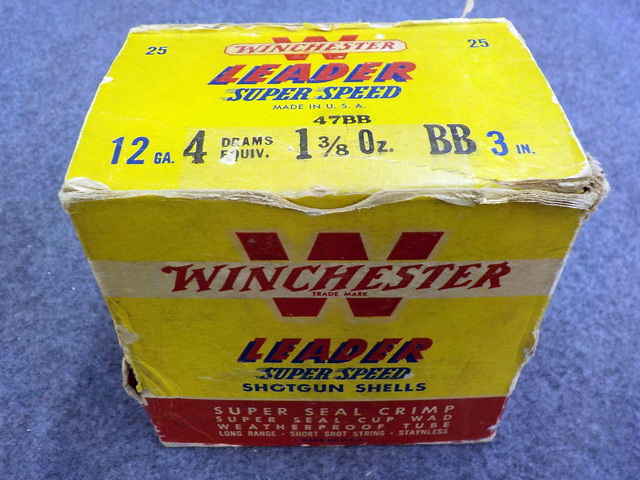 25 WINCHESTER 25
LEADER
SUPER SPEED
MADE IN U. S. A.
47BB
12 GA. 4 DRAMS EQUIV. 1 3/8 Oz. BB 3 IN.
W
WINCHESTER
TRADE MARK
LEADER
SUPER SPEED
SHOTGUN SHELLS
SUPER SEAL CRIMP
SUPER SEAL CUP WAD
WEATHERPROOF TUBE
LONG RANGE - SHORT SHOT STRING - STAYNLESS